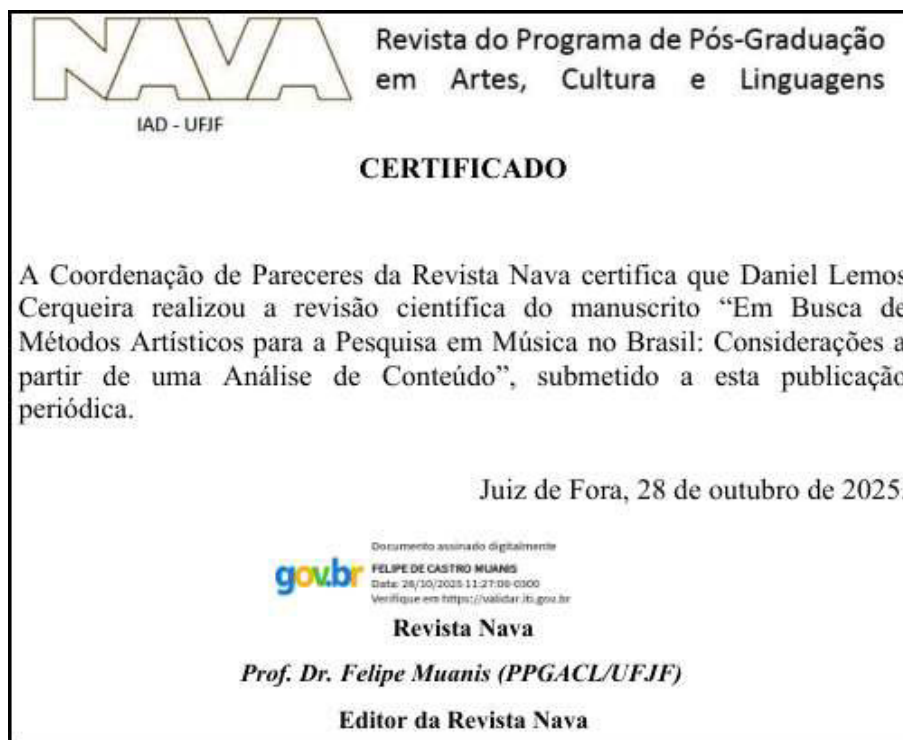 NAVA
Revista do Programa de Pós-Graduação
em Artes, Cultura e Linguagens
IAD - UFJF
CERTIFICADO
A Coordenação de Pareceres da Revista Nava certifica que Daniel Lemos
Cerqueira realizou a revisão científica do manuscrito “Em Busca de
Métodos Artísticos para a Pesquisa em Música no Brasil: Considerações a
partir de uma Análise de Conteúdo”, submetido a esta publicação
periódica.
Juiz de Fora, 28 de outubro de 2025.
gov.br
Documento assinado digitalmente
FELIPE DE CASTRO MUANIS
Data: 28/10/2025 11:27:06-0300
Verifique em https://validar.iti.gov.br
Revista Nava
Prof. Dr. Felipe Muanis (PPGACL/UFJF)
Editor da Revista Nava